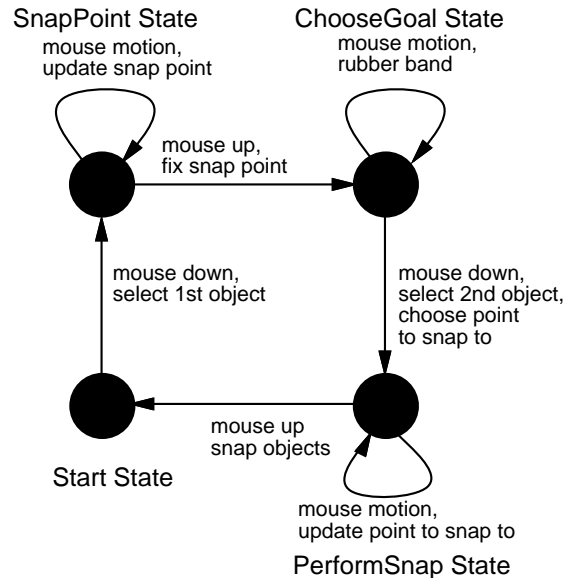 SnapPoint State
mouse motion,
update snap point
ChooseGoal State
mouse motion,
rubber band
mouse up,
fix snap point
mouse down,
select 1st object
mouse down,
select 2nd object,
choose point
to snap to
mouse up
snap objects
Start State
mouse motion,
update point to snap to
PerformSnap State